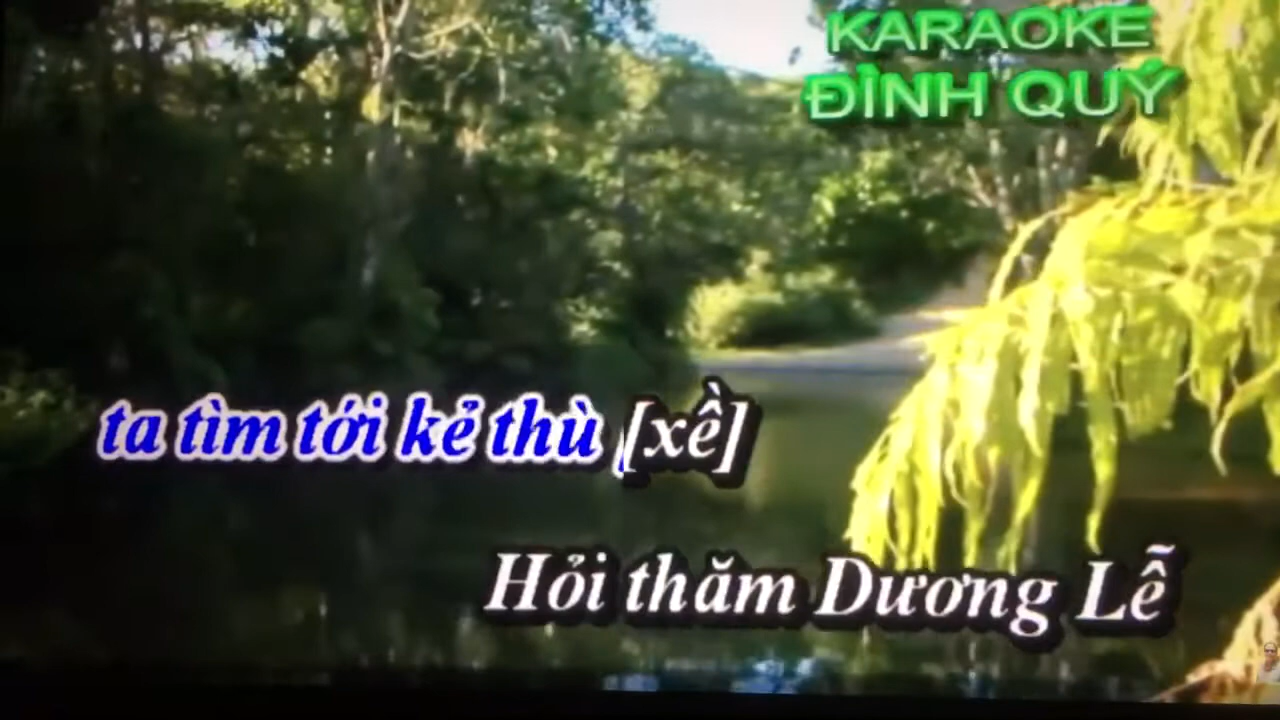 KARAOKE
ĐÌNH QUÝ
ta tìm tới kẻ thù [xề]
Hỏi thăm Dương Lễ